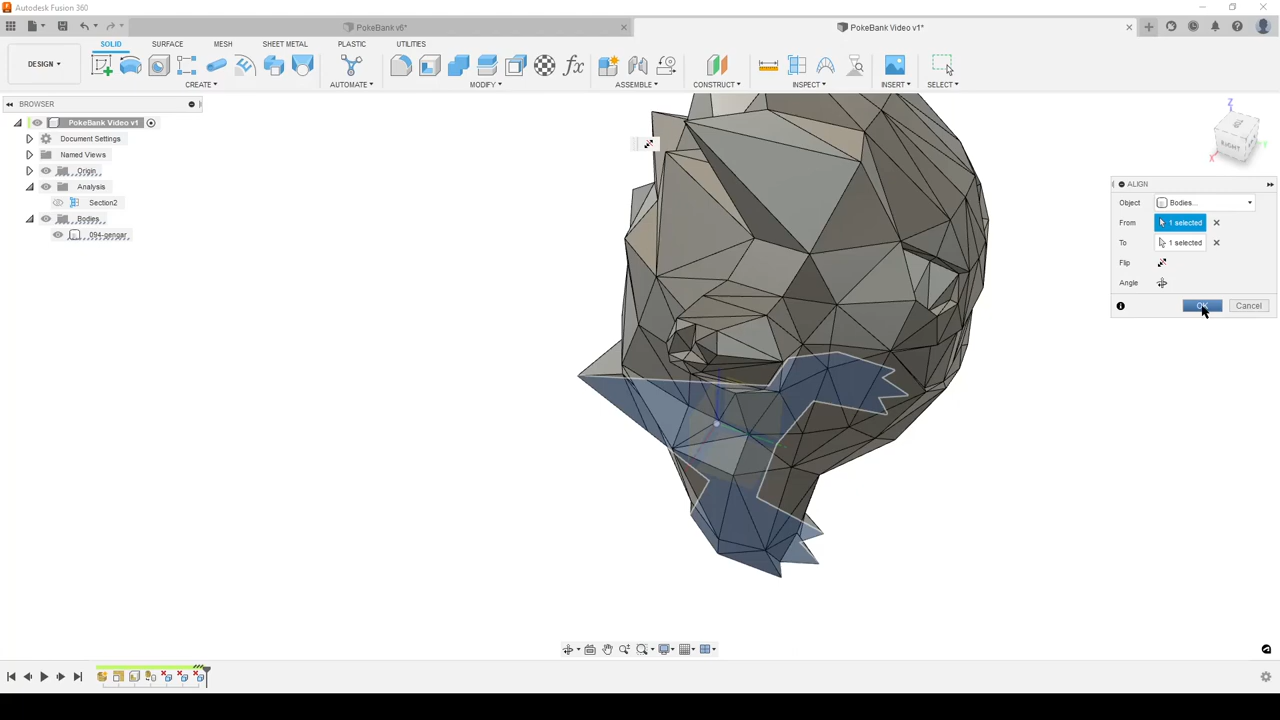 Autodesk Fusion 360
PokeBank v6*
PokeBank Video v1*
DESIGN
SOLID
SURFACE
MESH
SHEET METAL
PLASTIC
UTILITIES
CREATE
AUTOMATE
MODIFY
ASSEMBLE
CONSTRUCT
INSPECT
INSERT
SELECT
BROWSER
PokeBank Video v1
Document Settings
Named Views
Origin
Analysis
Section2
Bodies
094-gengar
Z
RIGHT
X
Y
ALIGN
Object Bodies...
From 1 selected
To 1 selected
Flip
Angle
OK Cancel